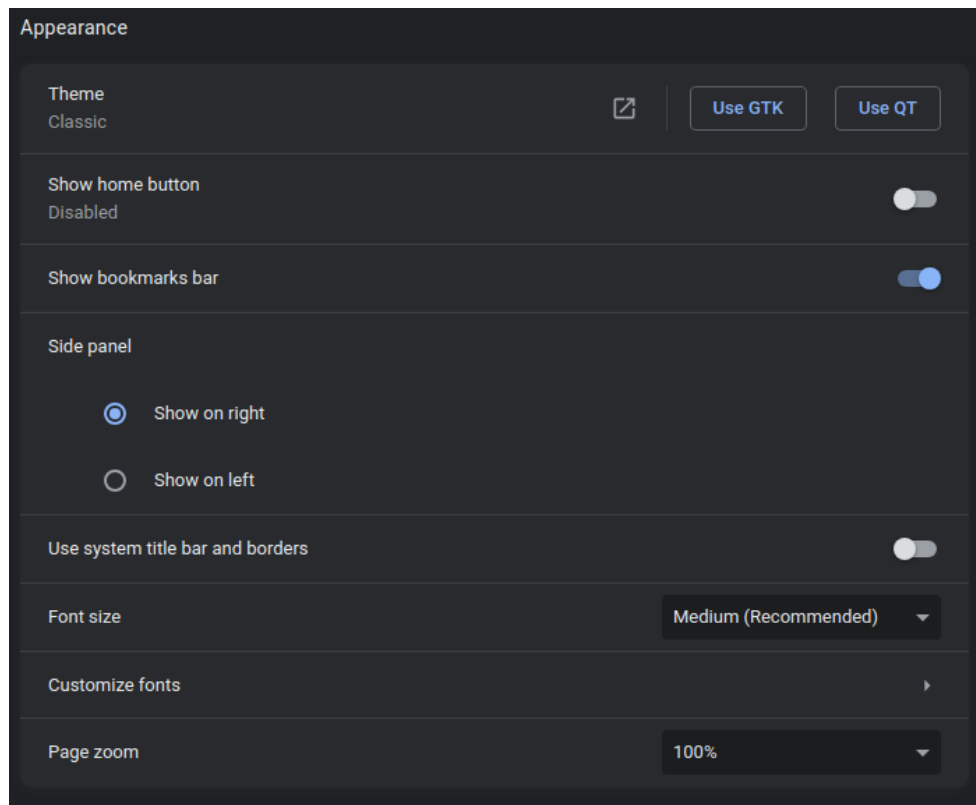 Appearance
Theme
Classic
Use GTK
Use QT
Show home button
Disabled
Show bookmarks bar
Side panel
Show on right
Show on left
Use system title bar and borders
Font size
Medium (Recommended)
Customize fonts
Page zoom
100%